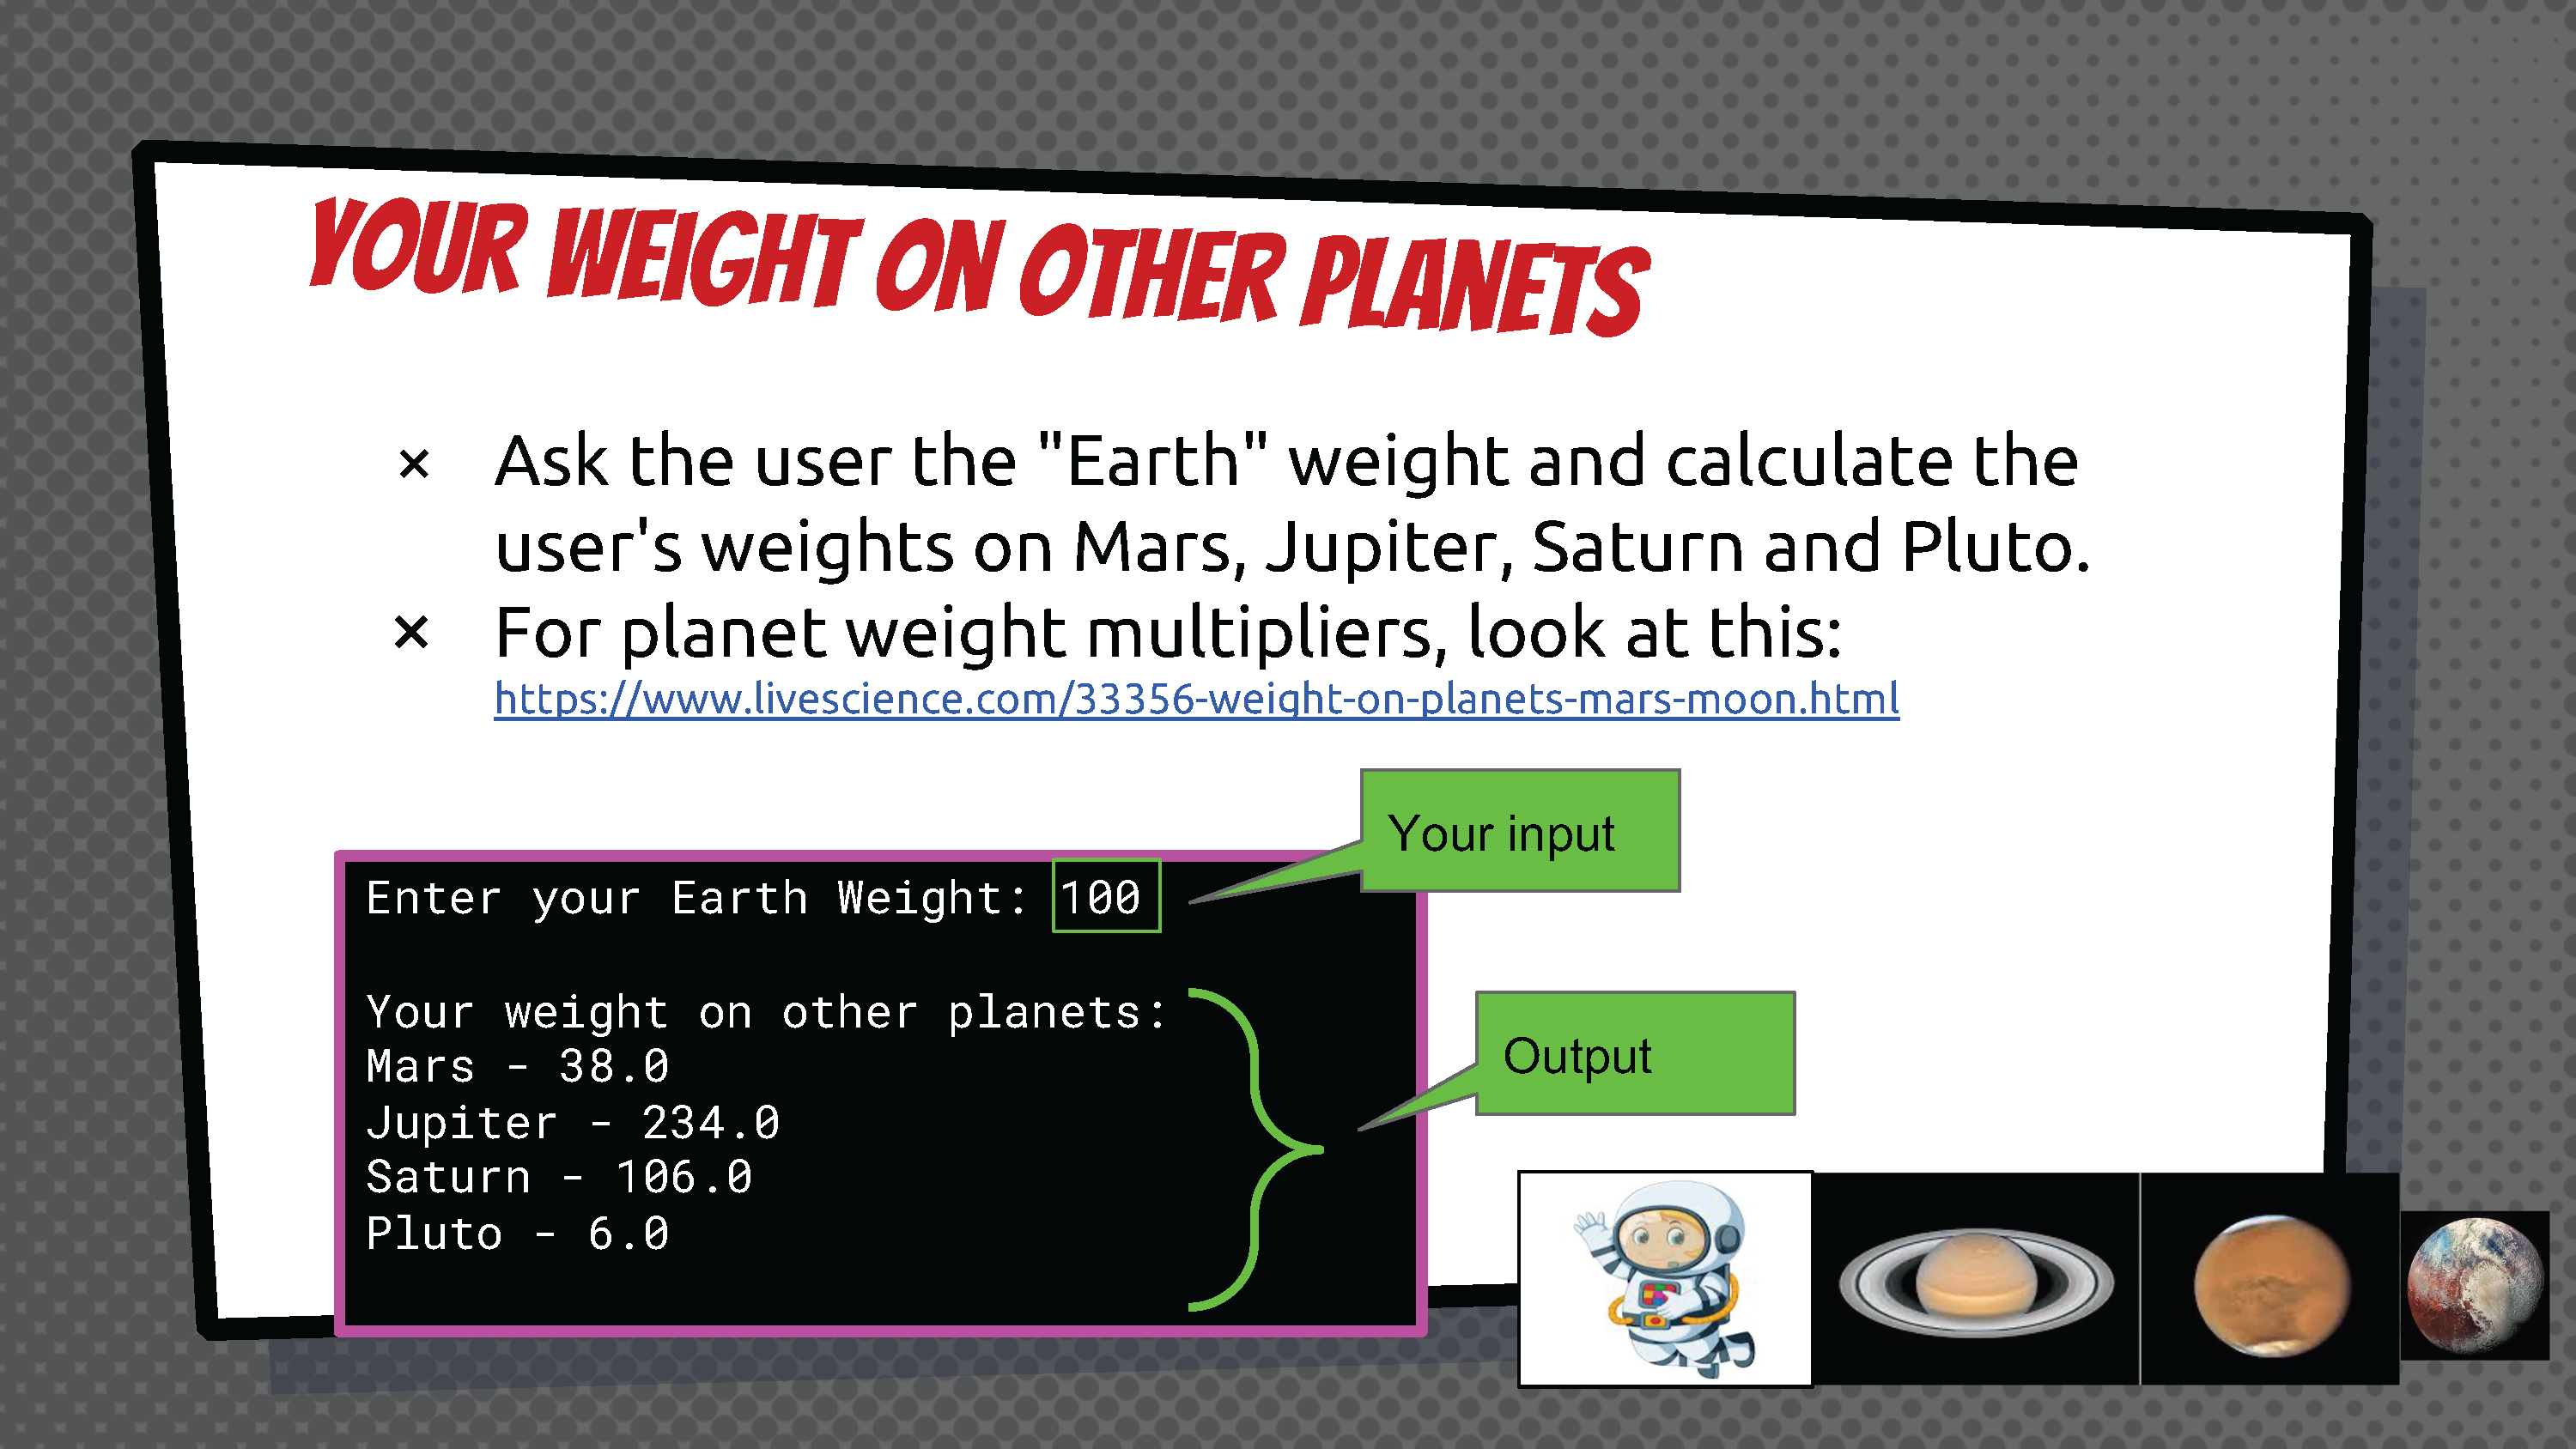 YOUR WEIGHT ON OTHER PLANETS
× Ask the user the "Earth" weight and calculate the
user's weights on Mars, Jupiter, Saturn and Pluto.
× For planet weight multipliers, look at this:
https://www.livescience.com/33356-weight-on-planets-mars-moon.html
Your input
Enter your Earth Weight: 100
Your weight on other planets:
Mars - 38.0
Jupiter - 234.0
Saturn - 106.0
Pluto - 6.0
Output